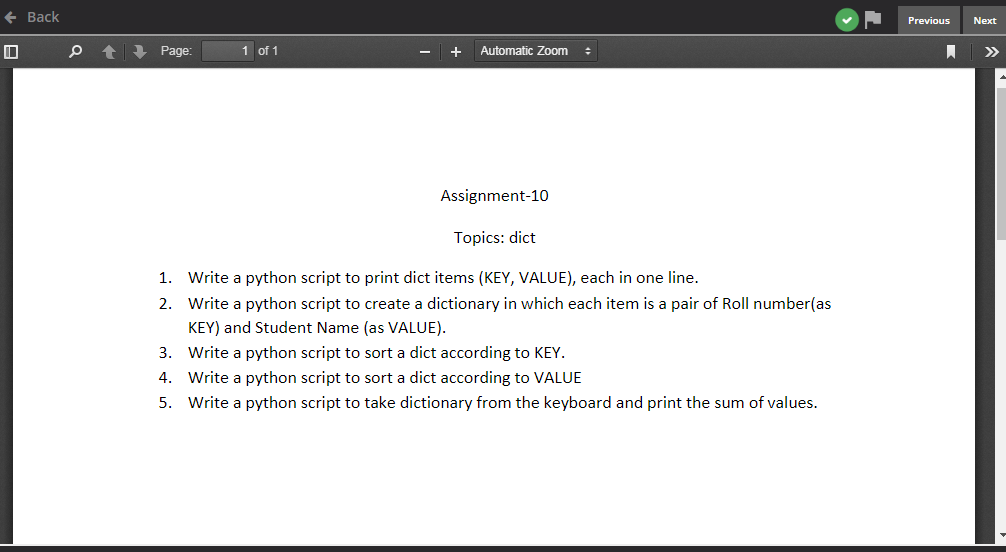 Back
Previous
Next
Page: 1 of 1
Automatic Zoom
Assignment-10
Topics: dict
1. Write a python script to print dict items (KEY, VALUE), each in one line.
2. Write a python script to create a dictionary in which each item is a pair of Roll number(as
KEY) and Student Name (as VALUE).
3. Write a python script to sort a dict according to KEY.
4. Write a python script to sort a dict according to VALUE
5. Write a python script to take dictionary from the keyboard and print the sum of values.